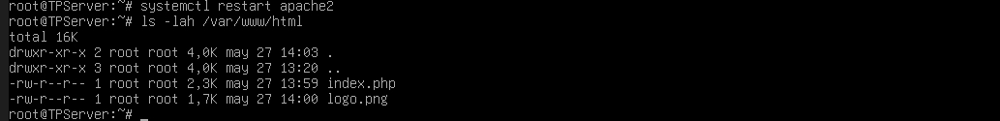 root@TPServer:~# systemctl restart apache2
root@TPServer:~# ls -lah /var/www/html
total 16K
drwxr-xr-x 2 root root 4,0K may 27 14:03 .
drwxr-xr-x 3 root root 4,0K may 27 13:20 ..
-rw-r--r-- 1 root root 2,3K may 27 13:59 index.php
-rw-r--r-- 1 root root 1,7K may 27 14:00 logo.png
root@TPServer:~# _